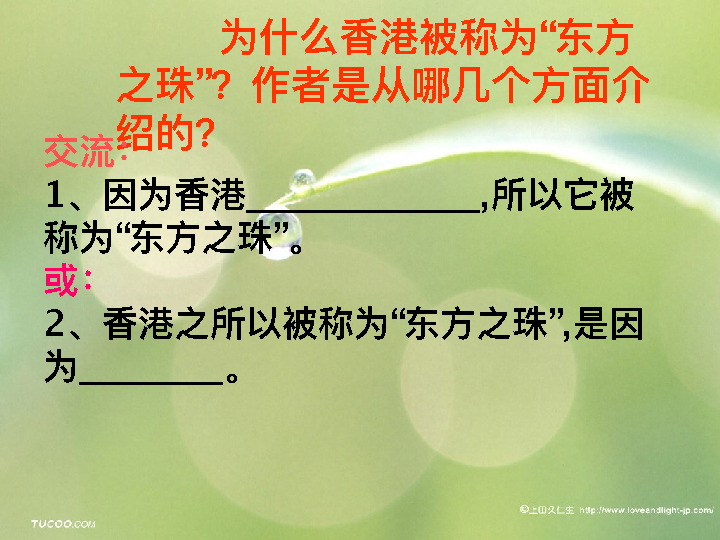 为什么香港被称为“东方
之珠”？作者是从哪几个方面介
绍的？
交流：
1、因为香港_____________,所以它被
称为“东方之珠”。
或：
2、香港之所以被称为“东方之珠”,是因
为________。
©上山久仁生 http://www.loveandlight-jp.com/
TUCOO.COM